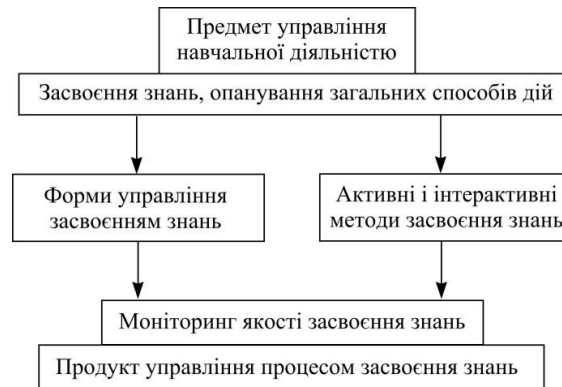 Предмет управління
навчальної діяльністю
Засвоєння знань, опанування загальних способів дій
Форми управління
засвоєнням знань
Активні і інтерактивні
методи засвоєння знань
Моніторинг якості засвоєння знань
Продукт управління процесом засвоєння знань